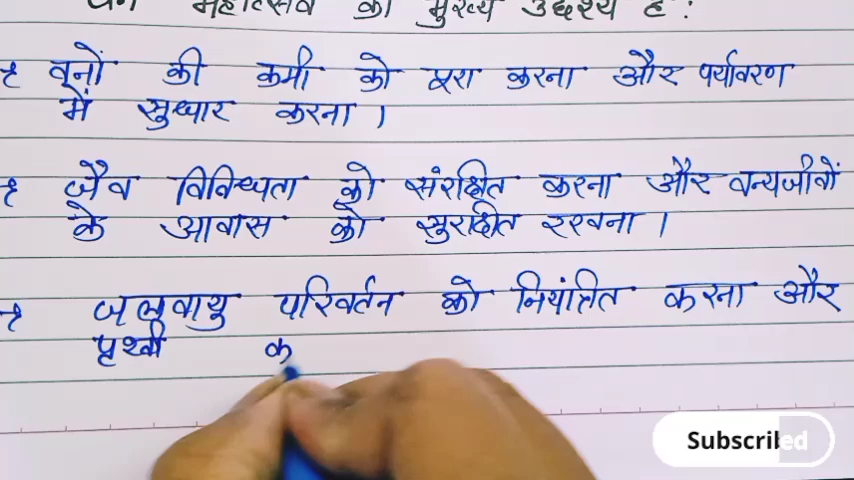 वन महोत्सव का मुख्य उद्देश्य है :
वनों की कमी को पूरा करना और पर्यावरण
में सुधार करना ।
जैव विविधता को संरक्षित करना और वन्यजीवों
के आवास को सुरक्षित रखना ।
जलवायु परिवर्तन को नियंत्रित करना और
पृथ्वी क
Subscribed